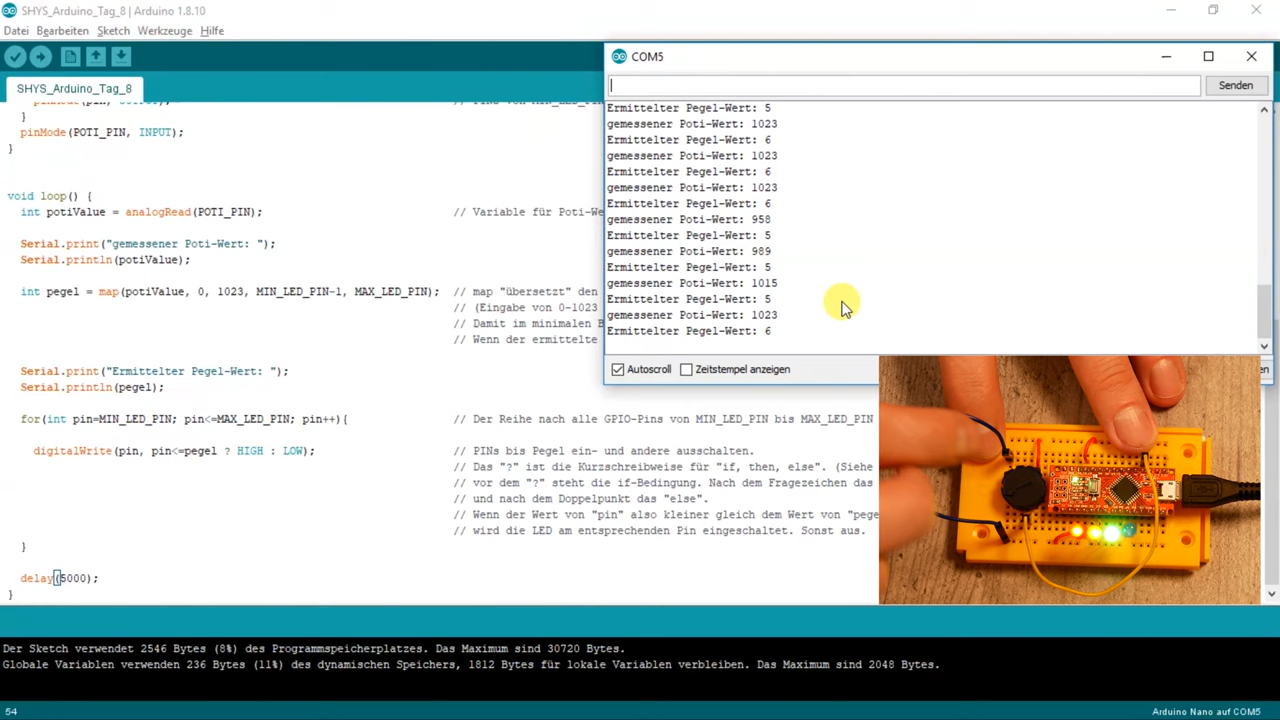 SHYS_Arduino_Tag_8 | Arduino 1.8.10
Datei Bearbeiten Sketch Werkzeuge Hilfe
SHYS_Arduino_Tag_8
}
pinMode(POTI_PIN, INPUT);
}
void loop() {
int potiValue = analogRead(POTI_PIN); // Variable für Poti-We
Serial.print("gemessener Poti-Wert: ");
Serial.println(potiValue);
int pegel = map(potiValue, 0, 1023, MIN_LED_PIN-1, MAX_LED_PIN); // map "übersetzt" den
// (Eingabe von 0-1023
// Damit im minimalen B
// Wenn der ermittelte
Serial.print("Ermittelter Pegel-Wert: ");
Serial.println(pegel);
for(int pin=MIN_LED_PIN; pin<=MAX_LED_PIN; pin++){ // Der Reihe nach alle GPIO-Pins von MIN_LED_PIN bis MAX_LED_PIN
digitalWrite(pin, pin<=pegel ? HIGH : LOW); // PINs bis Pegel ein- und andere ausschalten.
// Das "?" ist die Kurzschreibweise für "if, then, else". (Siehe
// vor dem "?" steht die if-Bedingung. Nach dem Fragezeichen das
// und nach dem Doppelpunkt das "else".
// Wenn der Wert von "pin" also kleiner gleich dem Wert von "pege
// wird die LED am entsprechenden Pin eingeschaltet. Sonst aus.
}
delay(5000);
}
COM5
Senden
Ermittelter Pegel-Wert: 5
gemessener Poti-Wert: 1023
Ermittelter Pegel-Wert: 6
gemessener Poti-Wert: 1023
Ermittelter Pegel-Wert: 6
gemessener Poti-Wert: 1023
Ermittelter Pegel-Wert: 6
gemessener Poti-Wert: 958
Ermittelter Pegel-Wert: 5
gemessener Poti-Wert: 989
Ermittelter Pegel-Wert: 5
gemessener Poti-Wert: 1015
Ermittelter Pegel-Wert: 5
gemessener Poti-Wert: 1023
Ermittelter Pegel-Wert: 6
Autoscroll Zeitstempel anzeigen en
Der Sketch verwendet 2546 Bytes (8%) des Programmspeicherplatzes. Das Maximum sind 30720 Bytes.
Globale Variablen verwenden 236 Bytes (11%) des dynamischen Speichers, 1812 Bytes für lokale Variablen verbleiben. Das Maximum sind 2048 Bytes.
54 Arduino Nano auf COM5